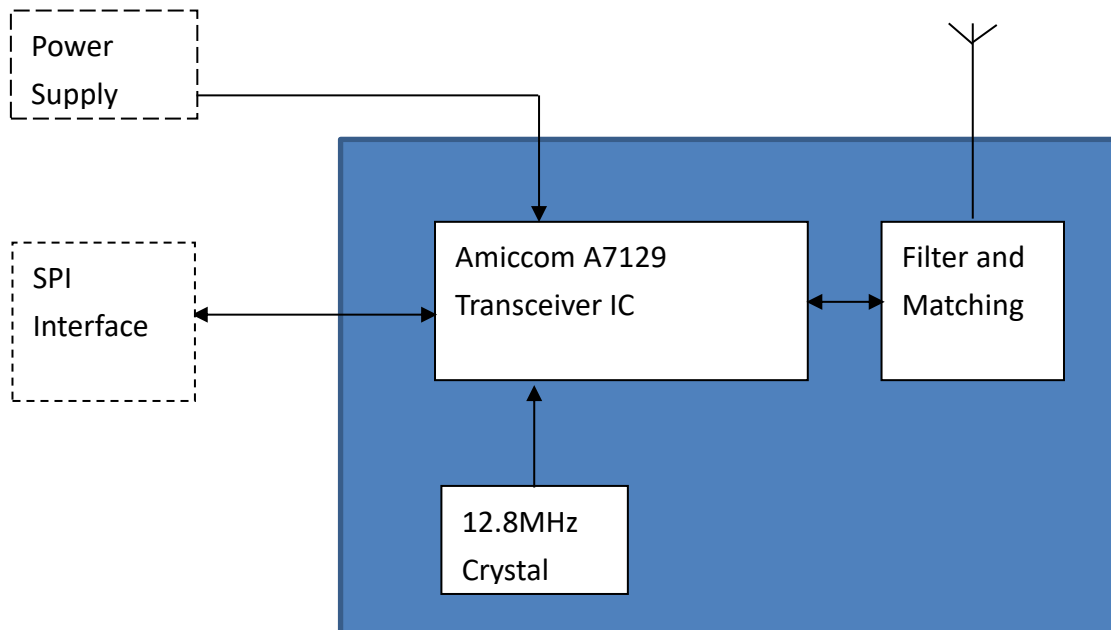 Power
Supply
SPI
Interface
Amiccom A7129
Transceiver IC
Filter and
Matching
12.8MHz
Crystal